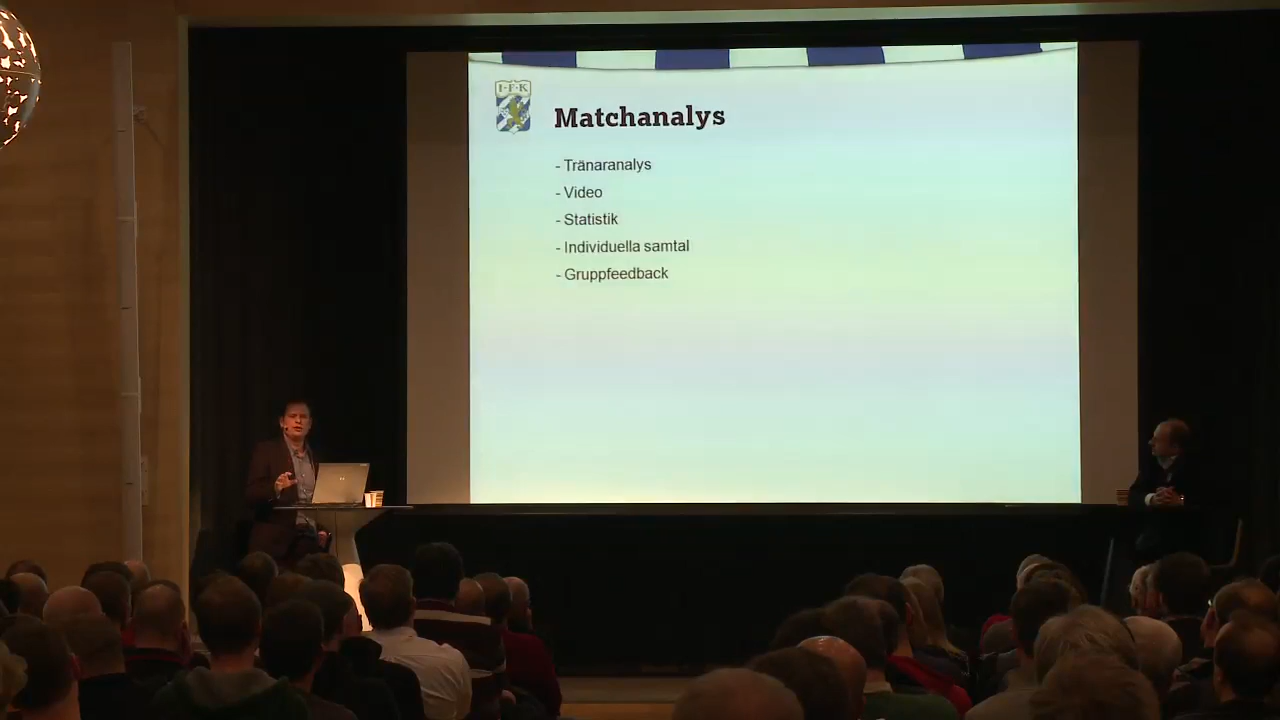 I·F·K
Matchanalys
- Tränaranalys
- Video
- Statistik
- Individuella samtal
- Gruppfeedback